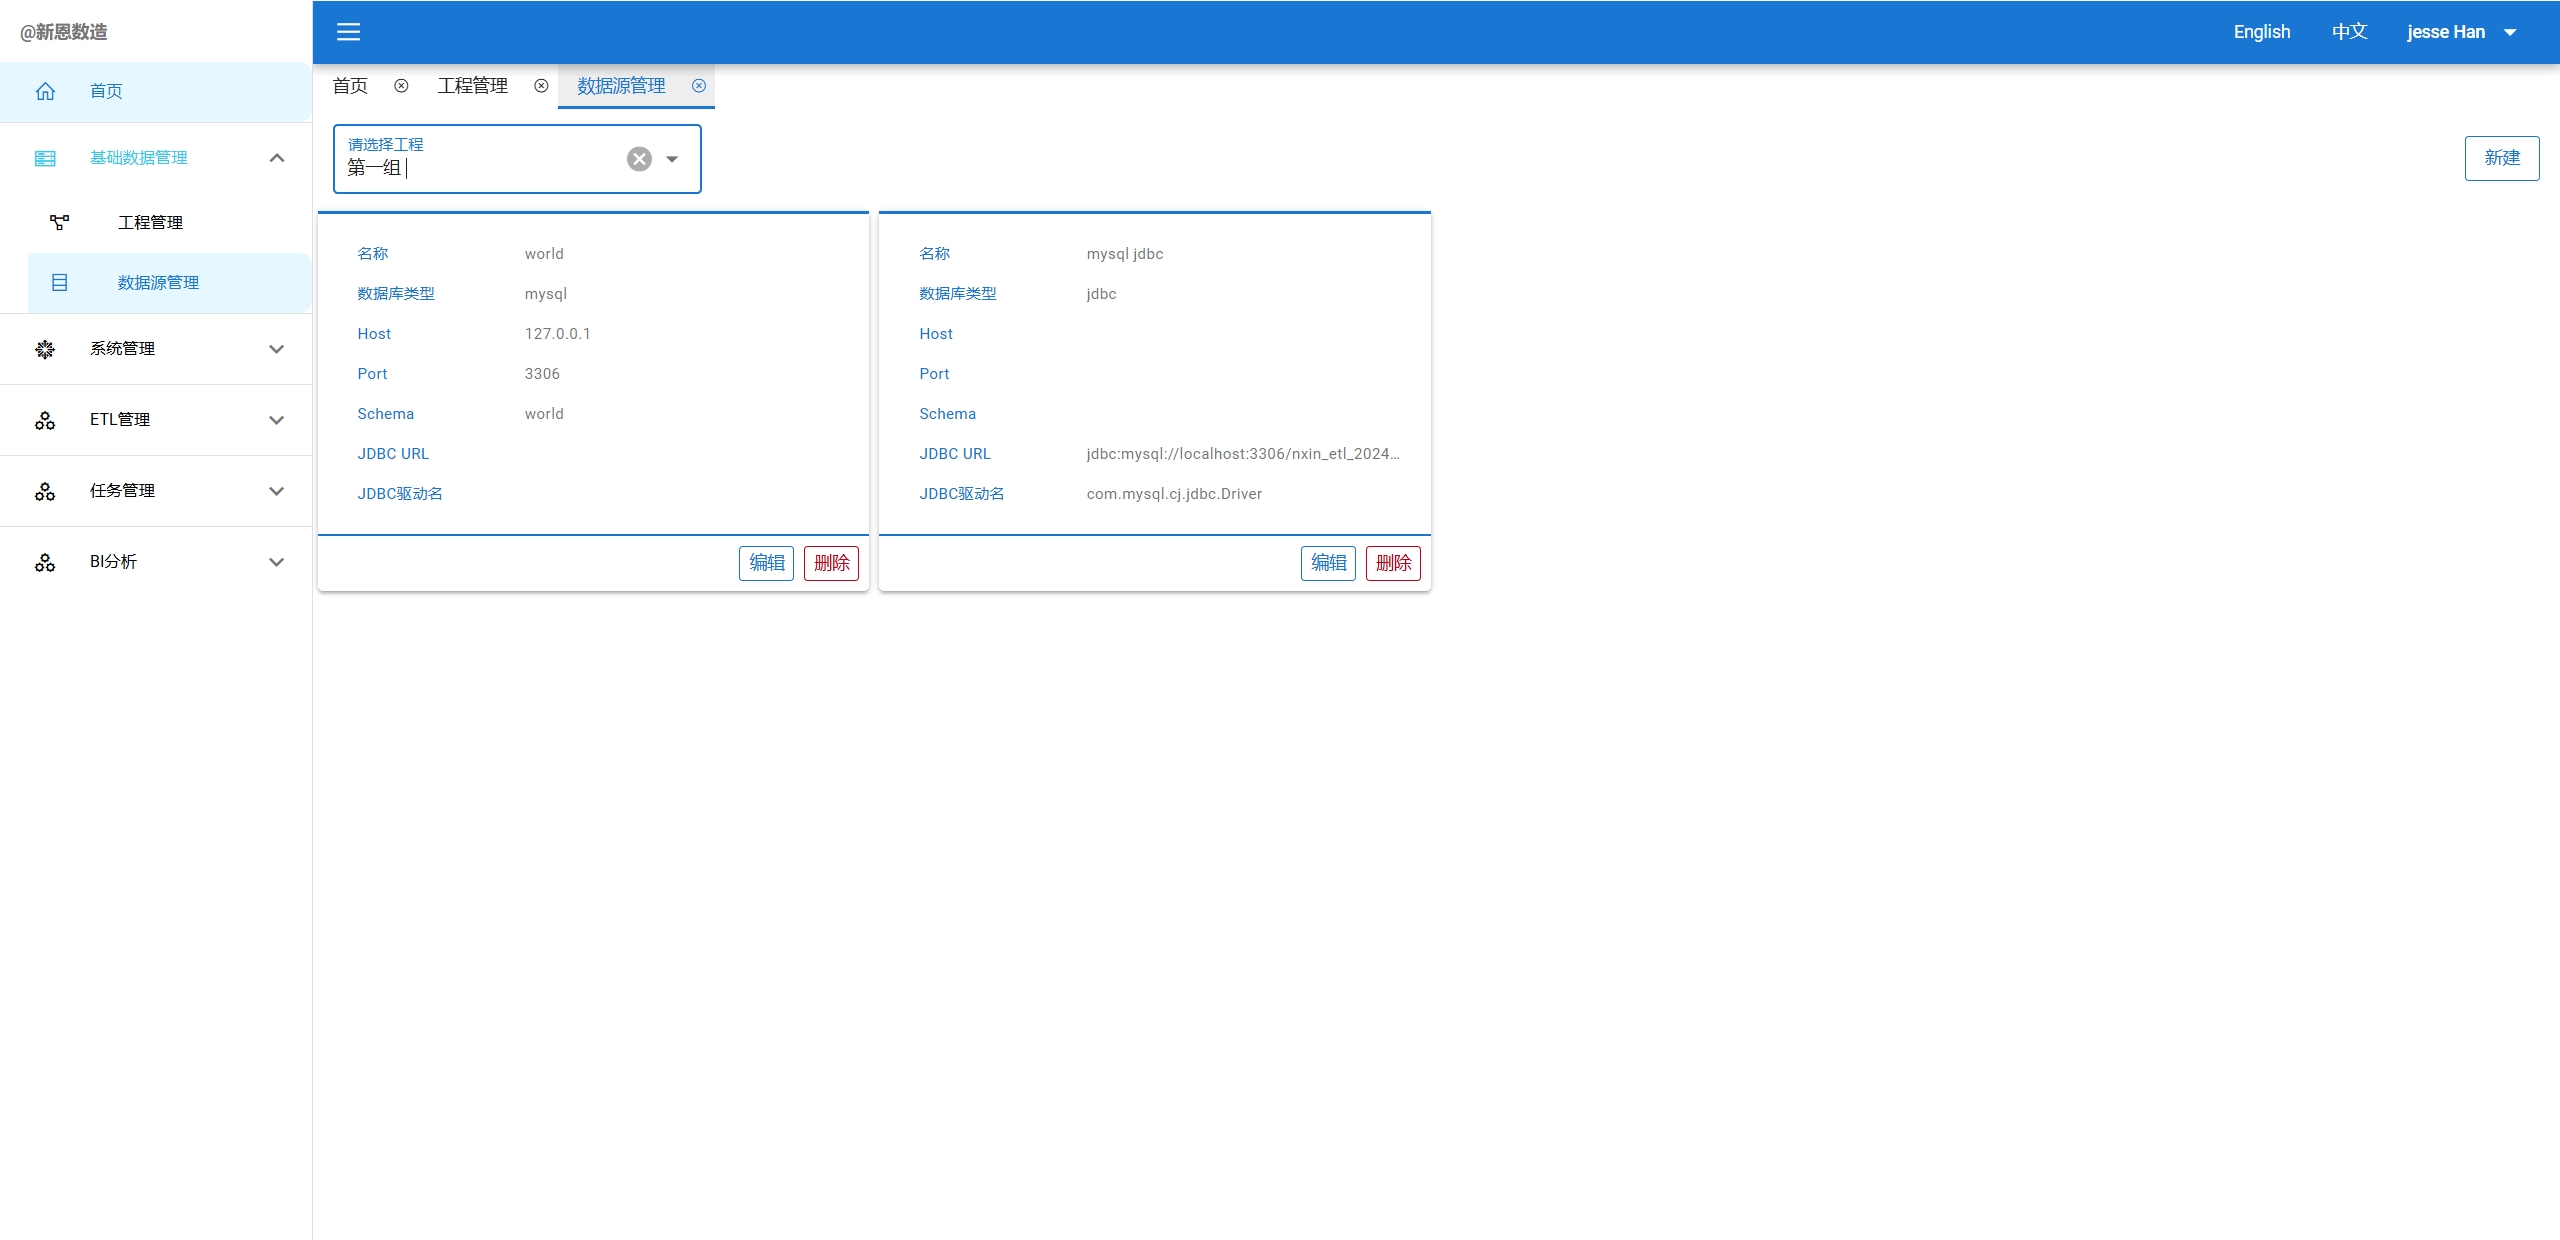 @新恩数造
首页
基础数据管理
工程管理
数据源管理
系统管理
ETL管理
任务管理
BI分析
English 中文 jesse Han
首页 工程管理 数据源管理
请选择工程
第一组
新建
名称 world
数据库类型 mysql
Host 127.0.0.1
Port 3306
Schema world
JDBC URL
JDBC驱动名
编辑 删除
名称 mysql jdbc
数据库类型 jdbc
Host
Port
Schema
JDBC URL jdbc:mysql://localhost:3306/nxin_etl_2024...
JDBC驱动名 com.mysql.cj.jdbc.Driver
编辑 删除